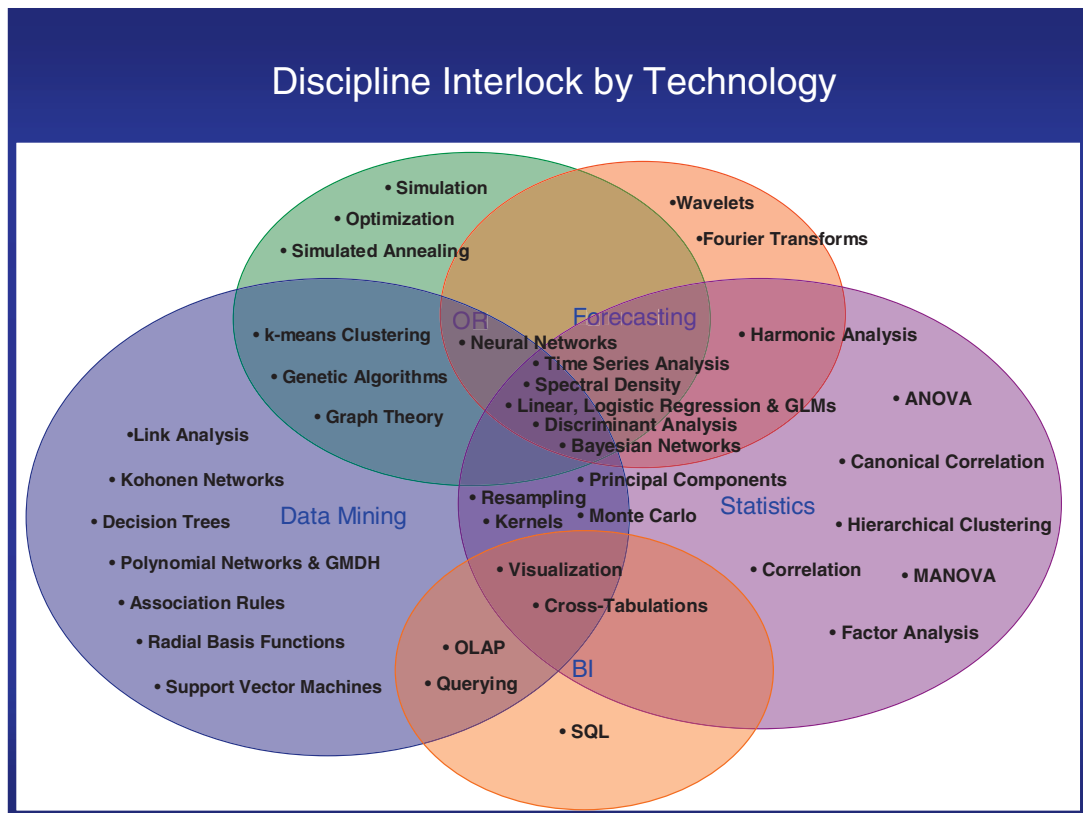 Discipline Interlock by Technology
• Simulation
• Optimization
• Simulated Annealing
•Wavelets
•Fourier Transforms
OR
Forecasting
• k-means Clustering
• Neural Networks
• Harmonic Analysis
• Time Series Analysis
• Genetic Algorithms
• Spectral Density
• Linear, Logistic Regression & GLMs
• ANOVA
• Graph Theory
• Discriminant Analysis
•Link Analysis
• Bayesian Networks
• Canonical Correlation
• Kohonen Networks
• Principal Components
• Resampling
Statistics
• Decision Trees
Data Mining
• Kernels
• Monte Carlo
• Hierarchical Clustering
• Polynomial Networks & GMDH
• Visualization
• Correlation
• MANOVA
• Association Rules
• Cross-Tabulations
• Radial Basis Functions
• OLAP
• Factor Analysis
BI
• Support Vector Machines
• Querying
• SQL